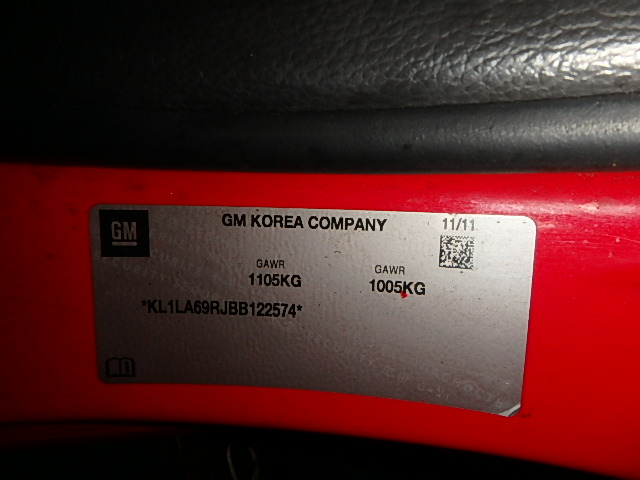 GM
GM KOREA COMPANY
11/11
GAWR
1105KG
GAWR
1005KG
*KL1LA69RJBB122574*